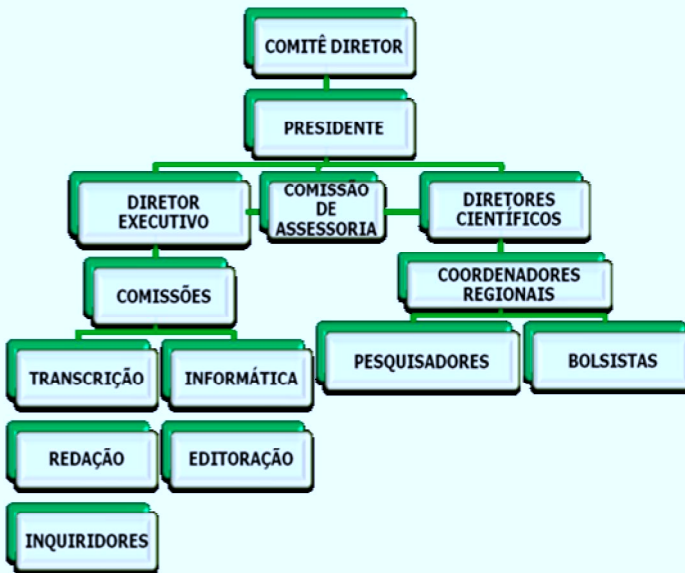 COMITÊ DIRETOR
PRESIDENTE
DIRETOR
EXECUTIVO
COMISSÃO
DE
ASSESSORIA
DIRETORES
CIENTÍFICOS
COMISSÕES
COORDENADORES
REGIONAIS
TRANSCRIÇÃO
INFORMÁTICA
PESQUISADORES
BOLSISTAS
REDAÇÃO
EDITORAÇÃO
INQUIRIDORES